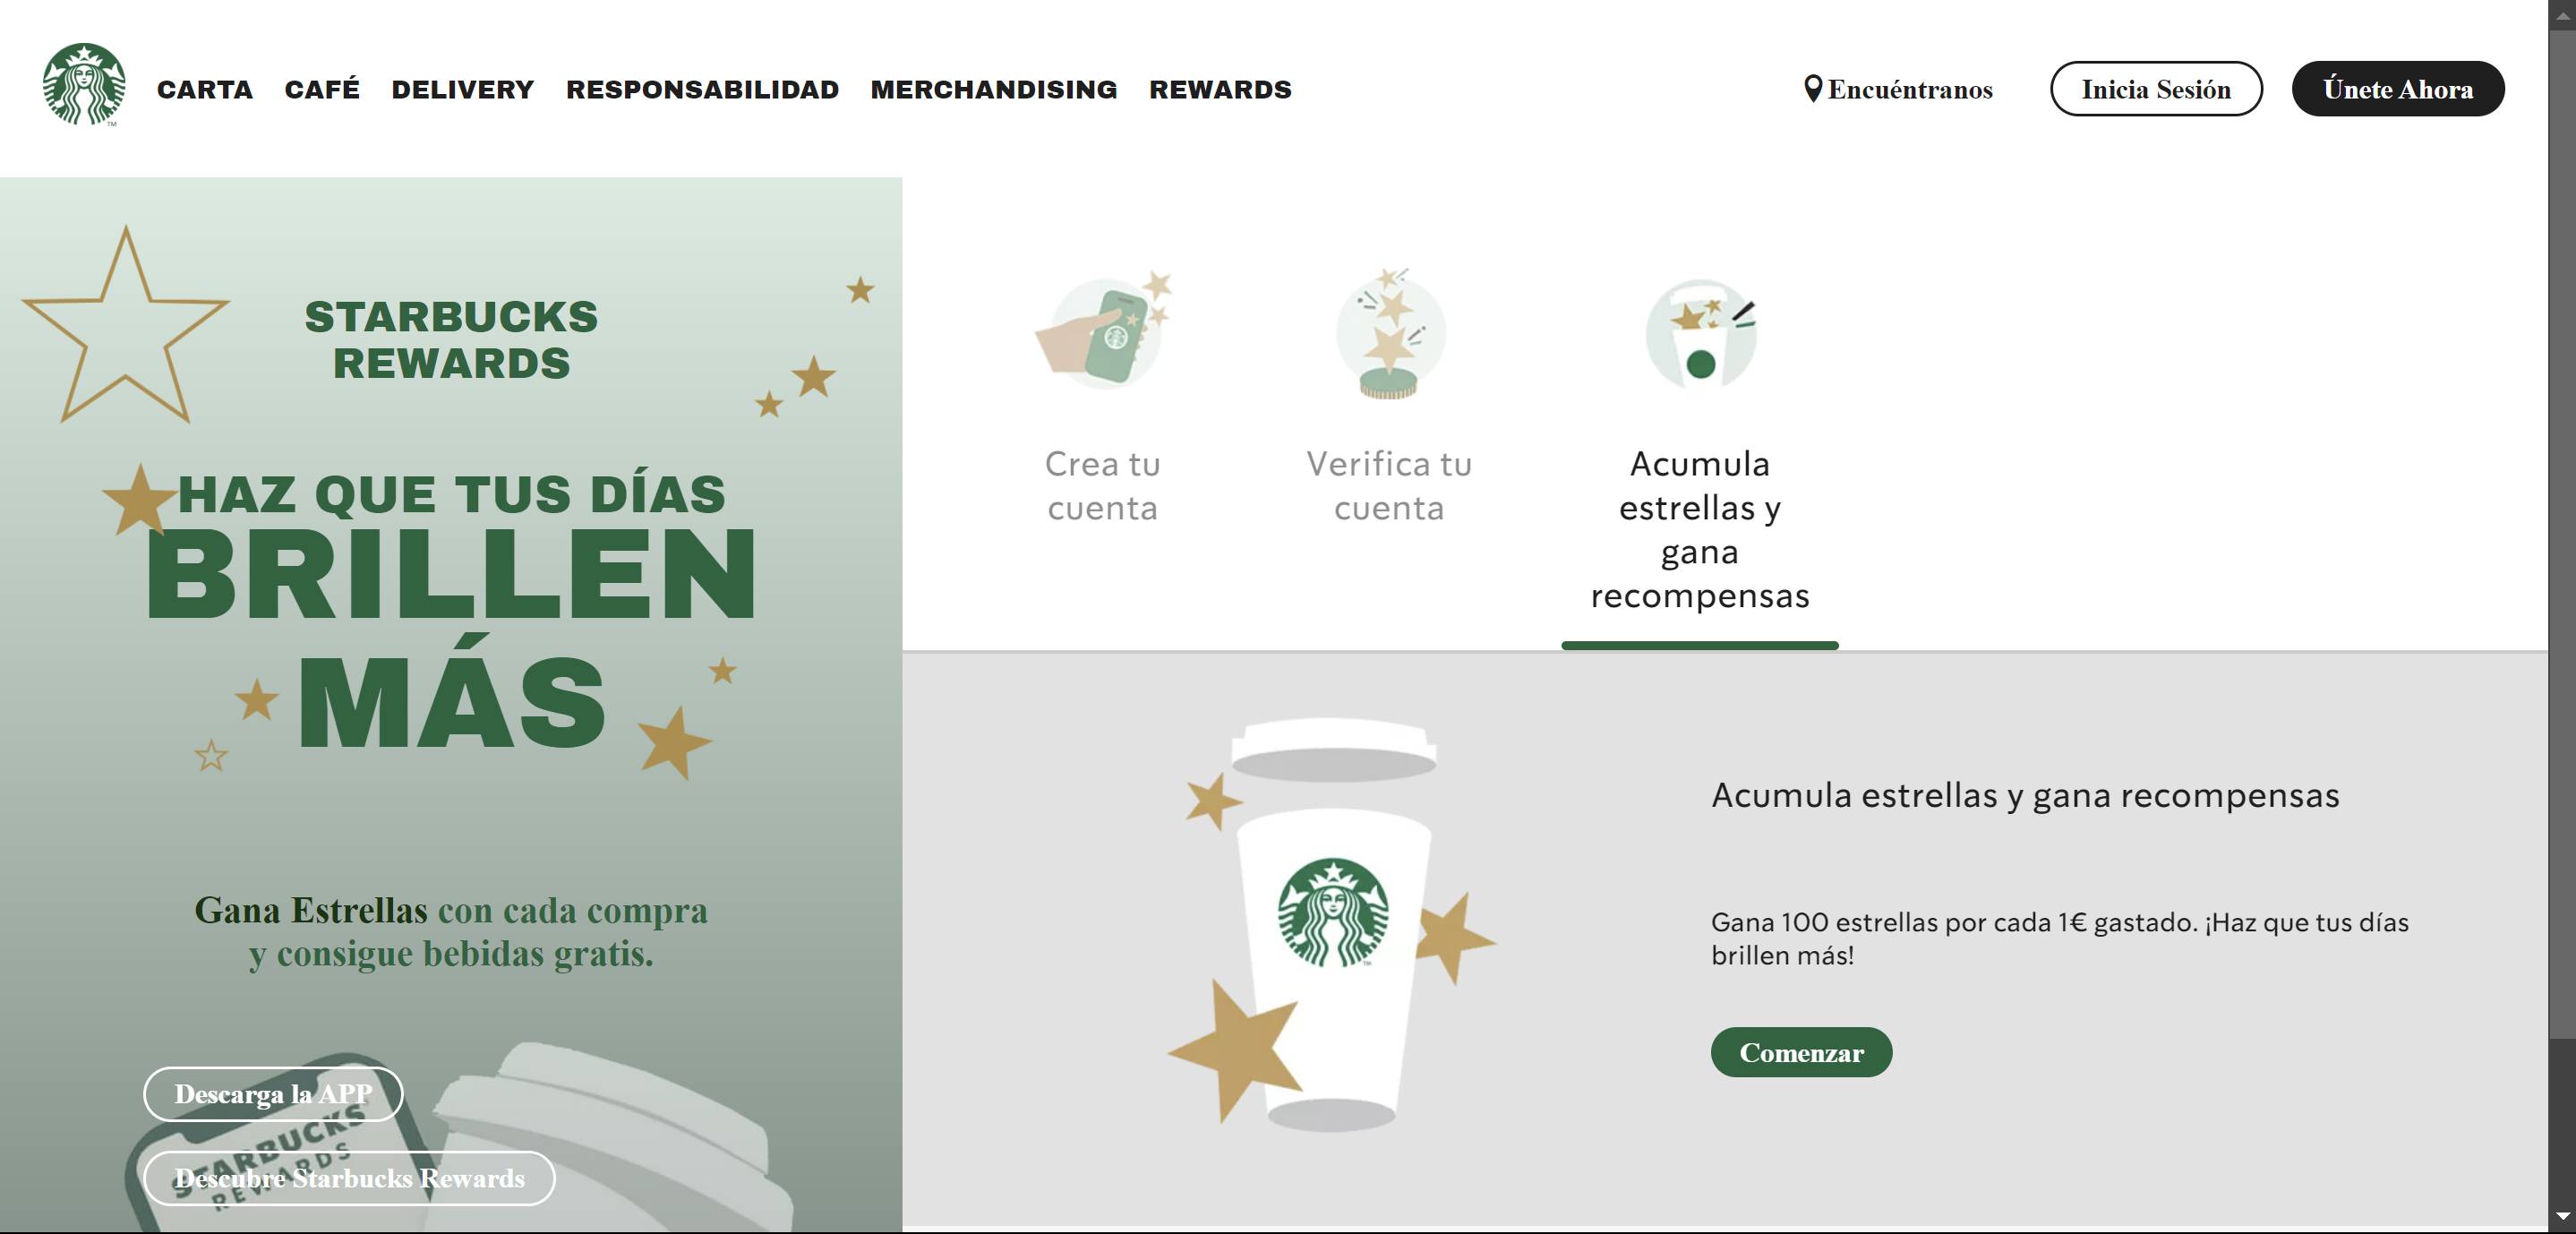 CARTA CAFÉ DELIVERY RESPONSABILIDAD MERCHANDISING REWARDS
Encuéntranos
Inicia Sesión
Únete Ahora
STARBUCKS
REWARDS
HAZ QUE TUS DÍAS
BRILLEN
MÁS
Gana Estrellas con cada compra
y consigue bebidas gratis.
Descarga la APP
STARBUCKS
REWARDS
Descubre Starbucks Rewards
Crea tu
cuenta
Verifica tu
cuenta
Acumula
estrellas y
gana
recompensas
Acumula estrellas y gana recompensas
Gana 100 estrellas por cada 1€ gastado. ¡Haz que tus días
brillen más!
Comenzar